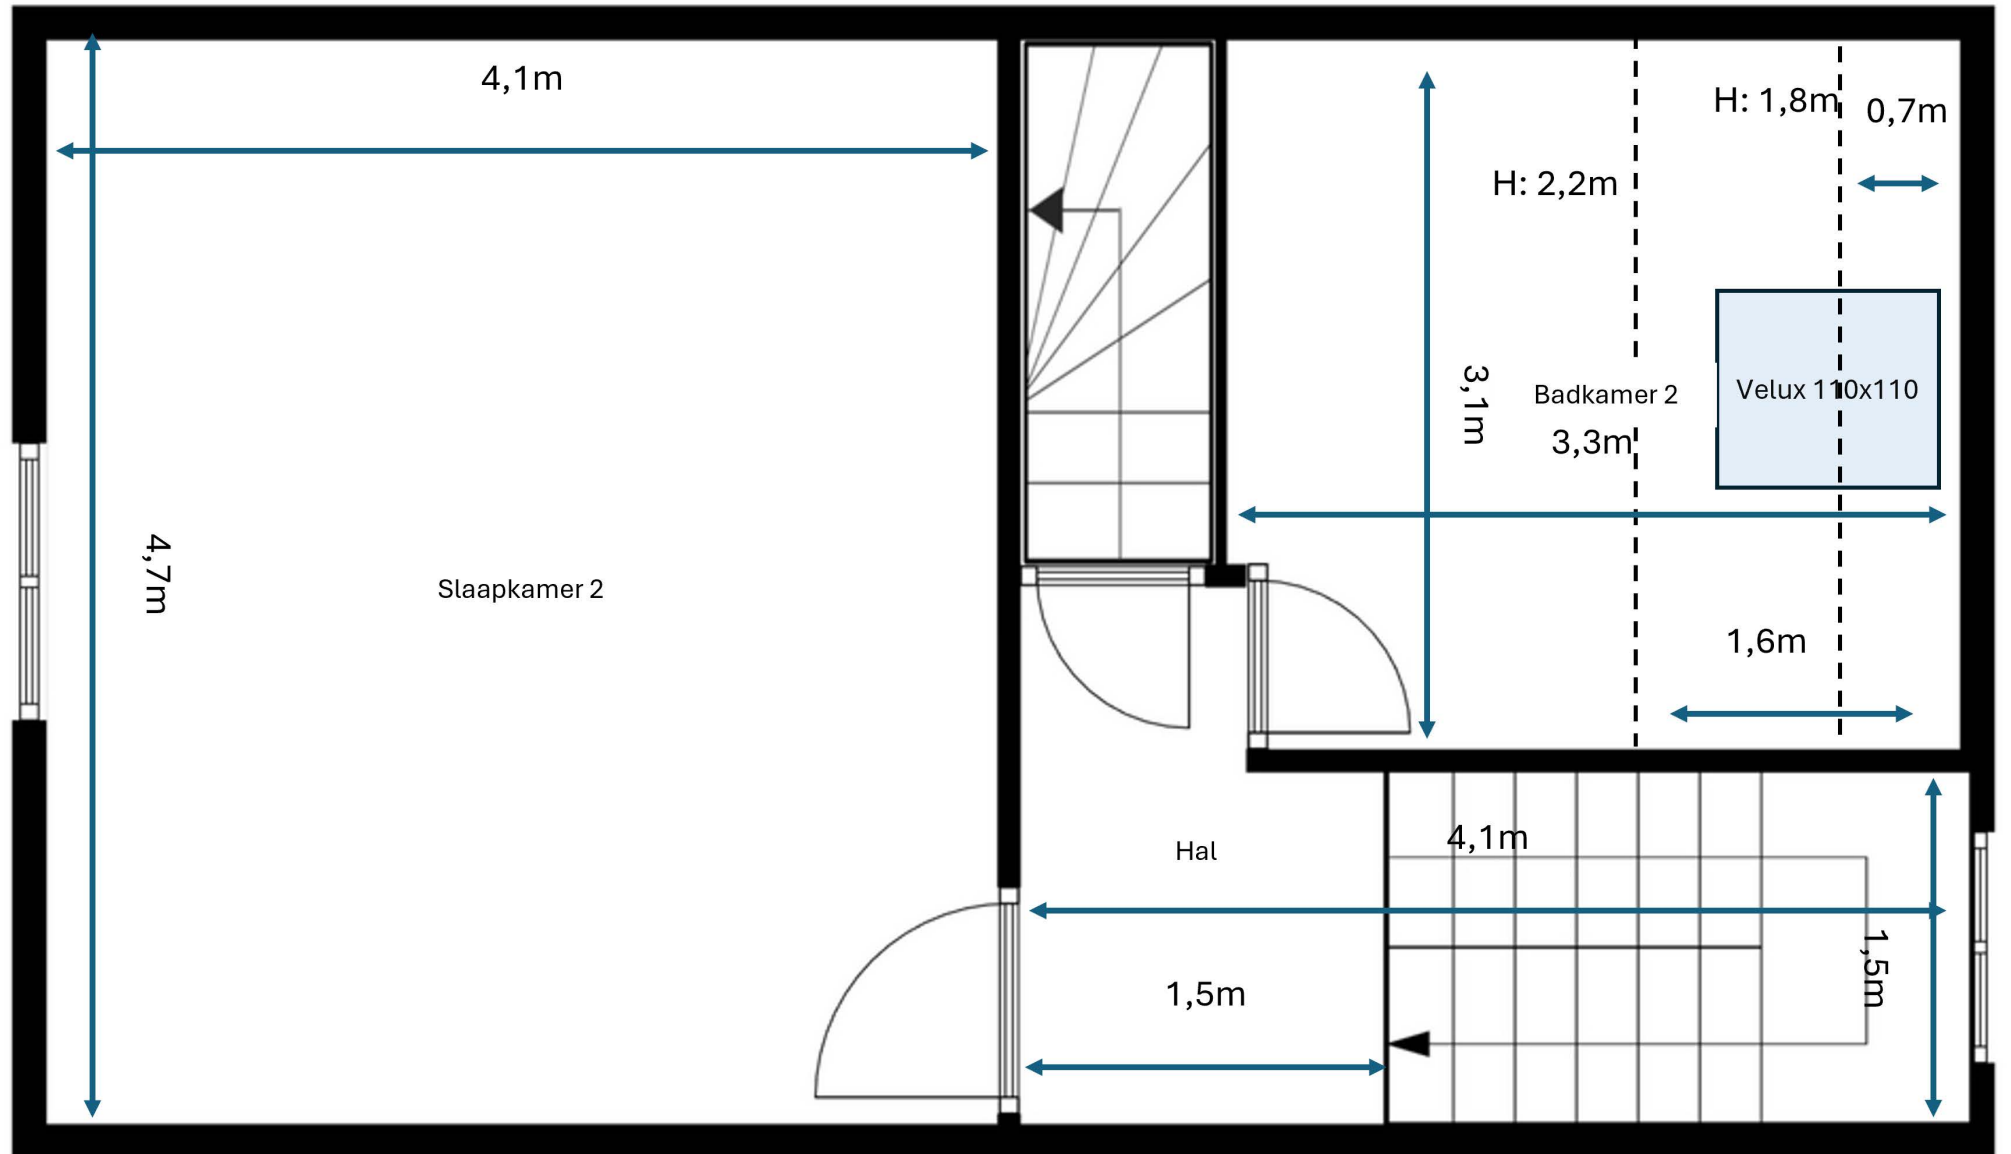 4,1m
H: 1,8m
0,7m
H: 2,2m
3,1m
Badkamer 2
Velux 110x110
3,3m
4,7m
Slaapkamer 2
1,6m
4,1m
Hal
1,5m
1,5m